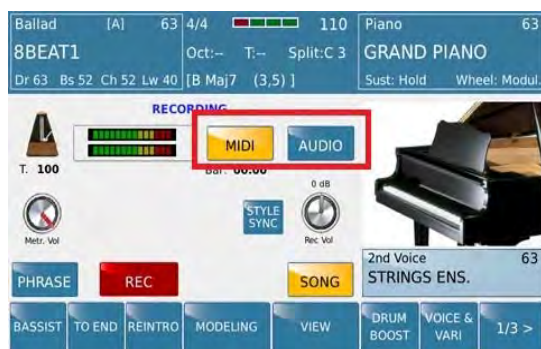 Ballad [A] 63
8BEAT1
Dr 63 Bs 52 Ch 52 Lw 40
4/4 110
Oct:-- T:-- Split:C 3
[B Maj7 (3,5) ]
Piano 63
GRAND PIANO
Sust: Hold Wheel: Modul.
RECORDING
MIDI AUDIO
T. 100
Bar: 00.00
0 dB
Metr. Vol
STYLE
SYNC
Rec Vol
2nd Voice 63
STRINGS ENS.
PHRASE REC SONG
BASSIST TO END REINTRO MODELING VIEW
DRUM
BOOST
VOICE &
VARI
1/3 >